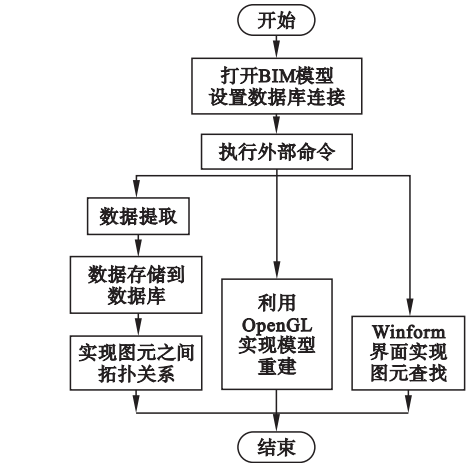 开始
打开BIM模型
设置数据库连接
执行外部命令
数据提取
数据存储到
数据库
实现图元之间
拓扑关系
利用
OpenGL
实现模型
重建
Winform
界面实现
图元查找
结束